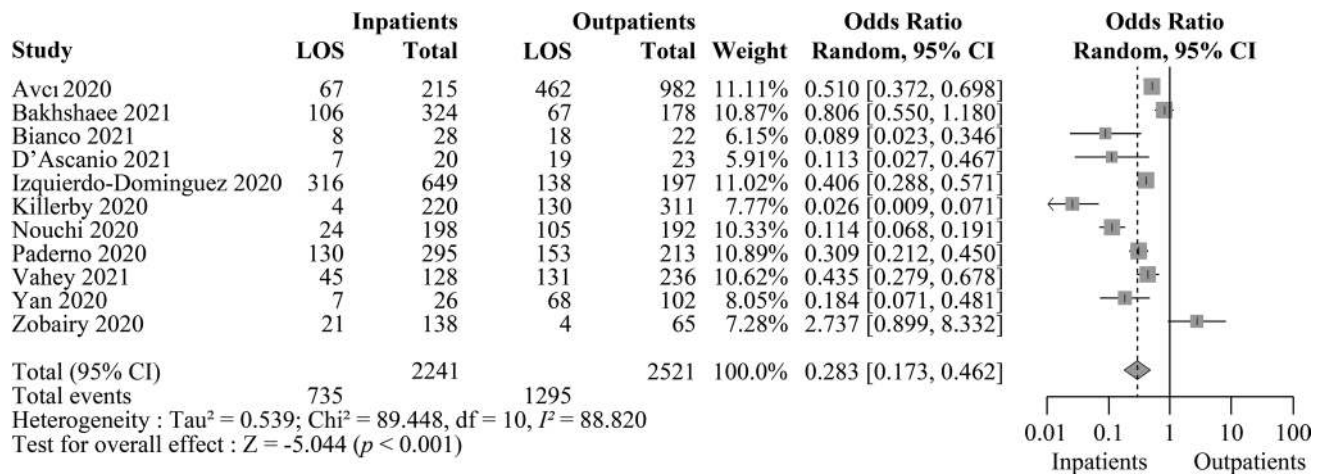 Inpatients Outpatients Odds Ratio Odds Ratio
Study LOS Total LOS Total Weight Random, 95% CI Random, 95% CI
Avcı 2020 67 215 462 982 11.11% 0.510 [0.372, 0.698]
Bakhshaee 2021 106 324 67 178 10.87% 0.806 [0.550, 1.180]
Bianco 2021 8 28 18 22 6.15% 0.089 [0.023, 0.346]
D’Ascanio 2021 7 20 19 23 5.91% 0.113 [0.027, 0.467]
Izquierdo-Dominguez 2020 316 649 138 197 11.02% 0.406 [0.288, 0.571]
Killerby 2020 4 220 130 311 7.77% 0.026 [0.009, 0.071]
Nouchi 2020 24 198 105 192 10.33% 0.114 [0.068, 0.191]
Paderno 2020 130 295 153 213 10.89% 0.309 [0.212, 0.450]
Vahey 2021 45 128 131 236 10.62% 0.435 [0.279, 0.678]
Yan 2020 7 26 68 102 8.05% 0.184 [0.071, 0.481]
Zobairy 2020 21 138 4 65 7.28% 2.737 [0.899, 8.332]
Total (95% CI) 2241 2521 100.0% 0.283 [0.173, 0.462]
Total events 735 1295
Heterogeneity : Tau² = 0.539; Chi² = 89.448, df = 10, I² = 88.820
Test for overall effect : Z = -5.044 (p < 0.001)
0.01 0.1 1 10 100
Inpatients Outpatients